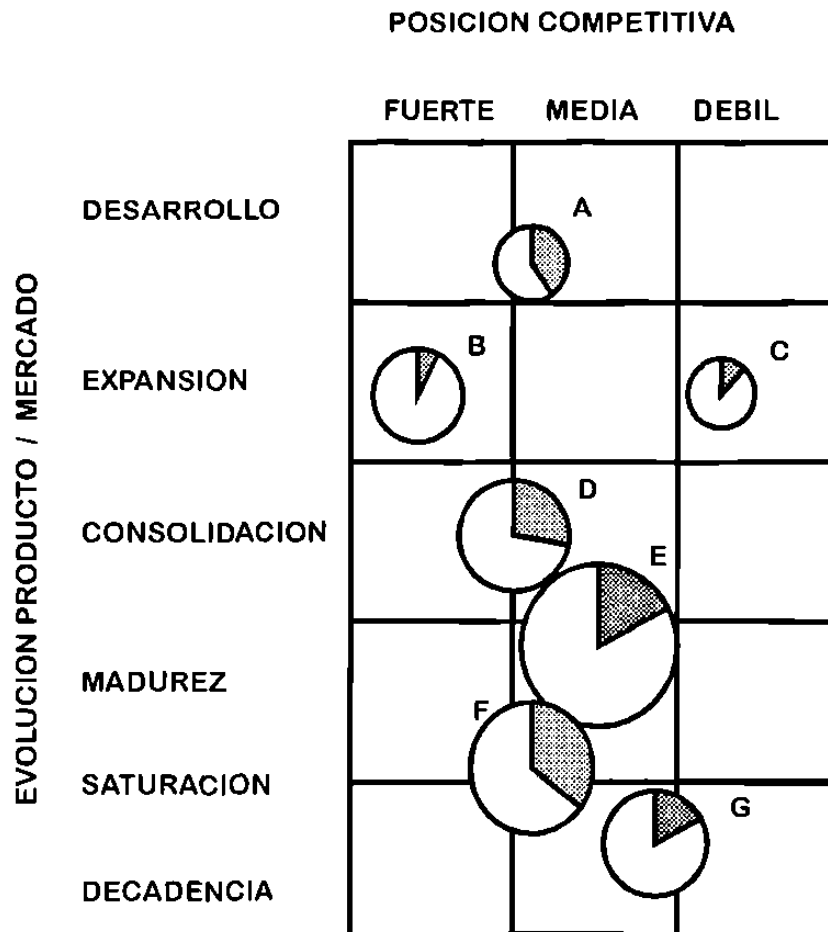 POSICION COMPETITIVA
FUERTE MEDIA DEBIL
DESARROLLO
A
EXPANSION
B
C
CONSOLIDACION
D
E
MADUREZ
F
SATURACION
G
DECADENCIA
EVOLUCION PRODUCTO / MERCADO